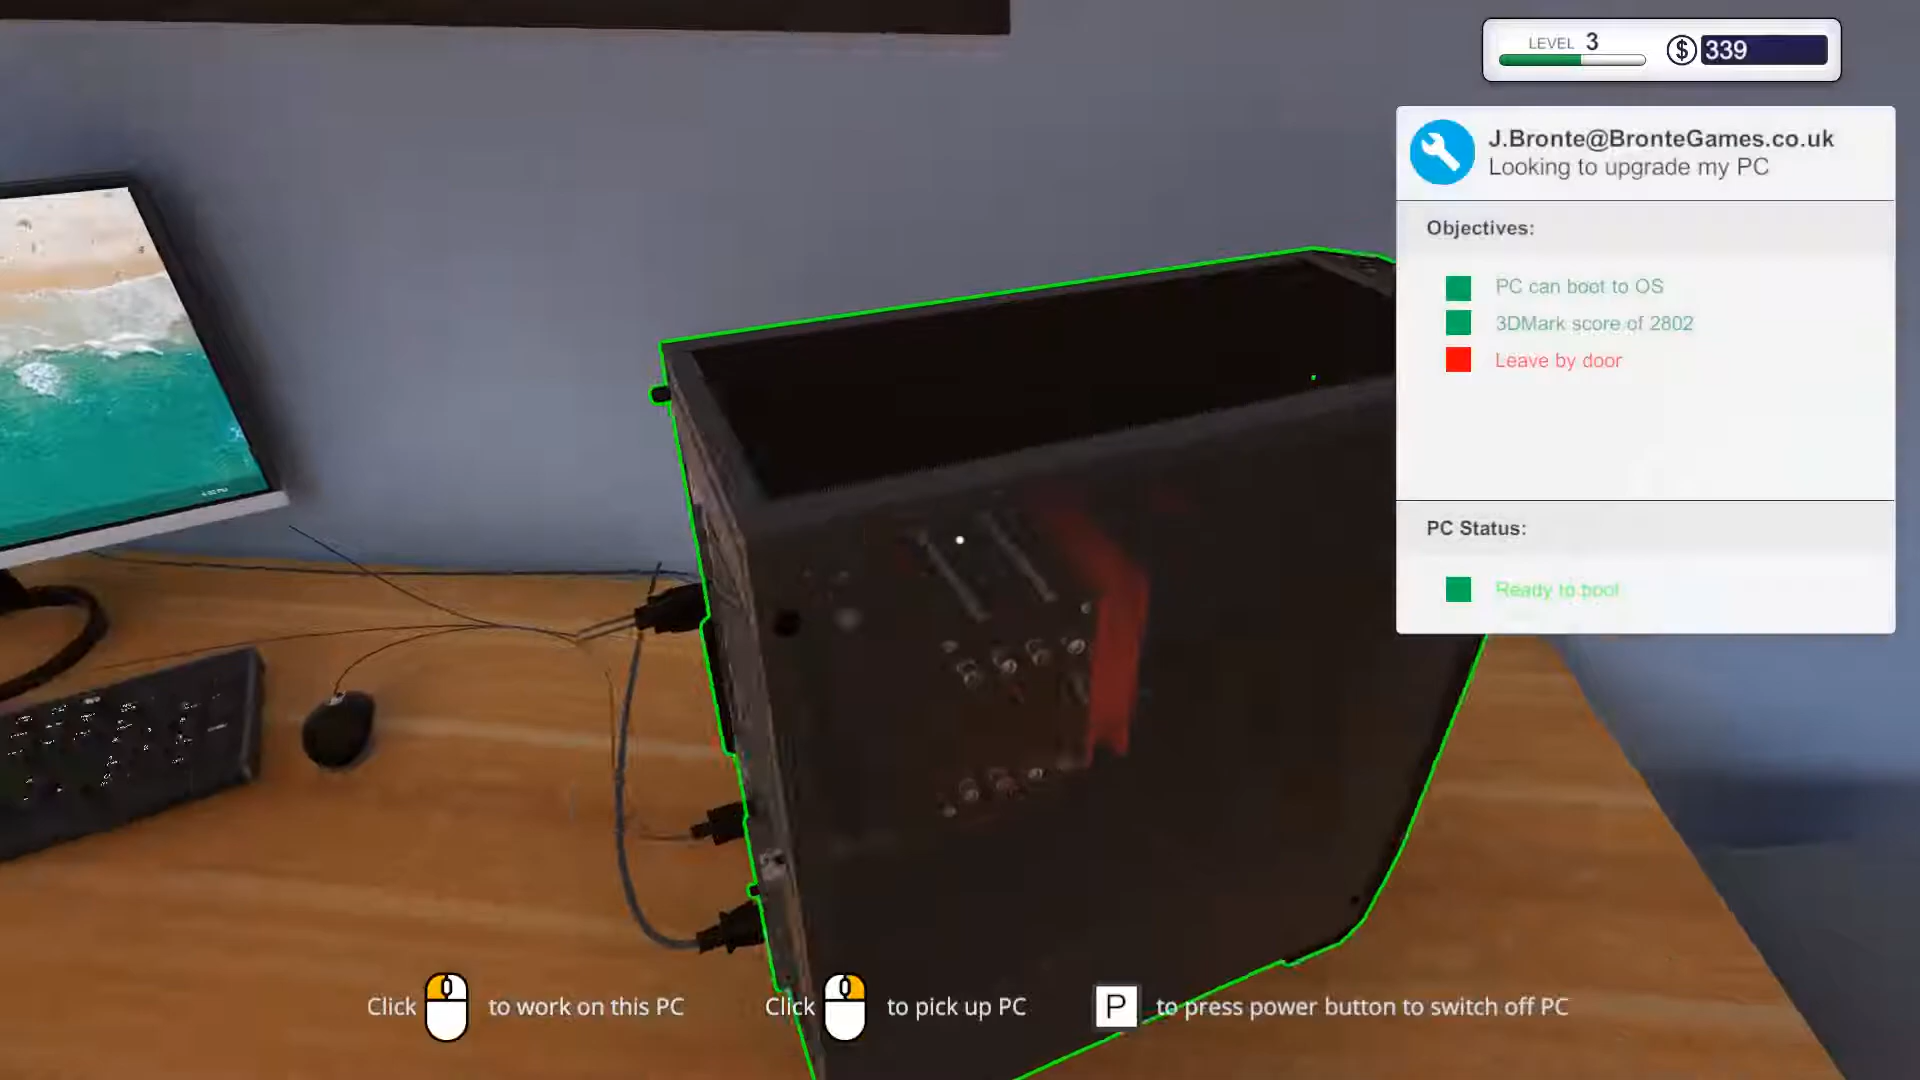 LEVEL 3
$ 339
J.Bronte@BronteGames.co.uk
Looking to upgrade my PC
Objectives:
PC can boot to OS
3DMark score of 2802
Leave by door
PC Status:
Ready to boot
Click to work on this PC
Click to pick up PC
P to press power button to switch off PC